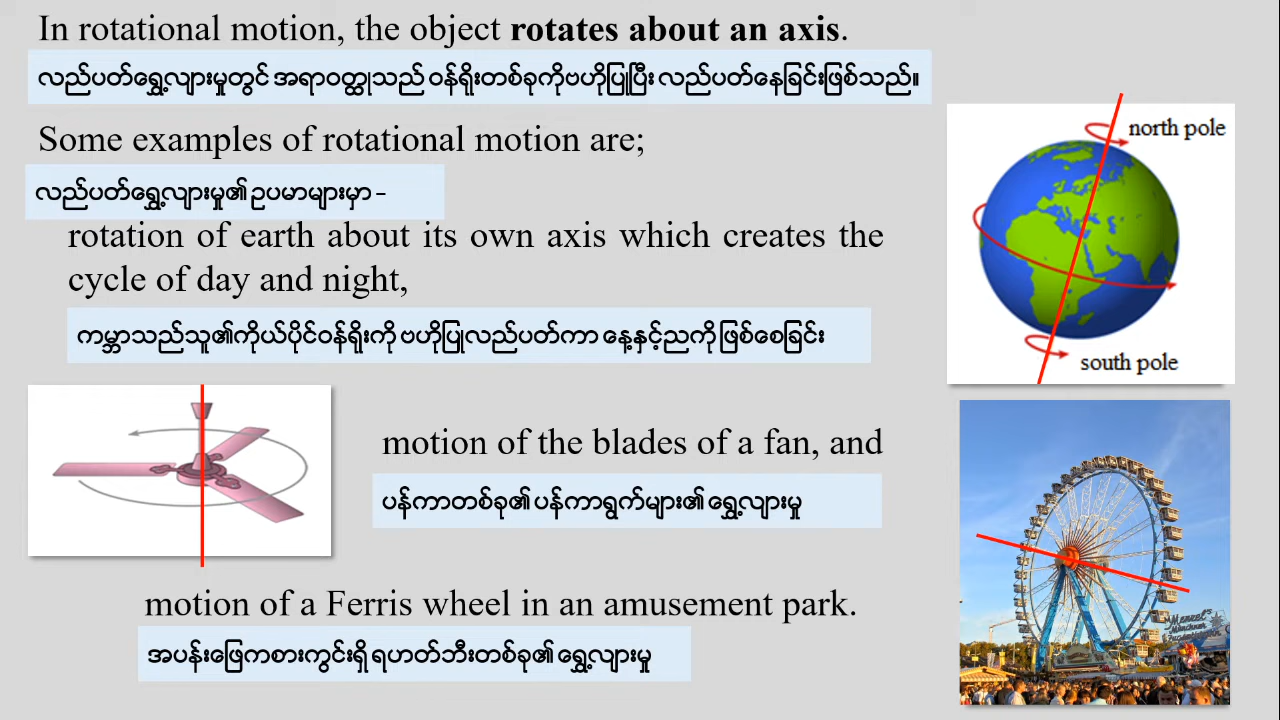 In rotational motion, the object rotates about an axis.
လည်ပတ်ရွှေ့လျားမှုတွင် အရာဝတ္ထုသည် ဝန်ရိုးတစ်ခုကိုဗဟိုပြုပြီး လည်ပတ်နေခြင်းဖြစ်သည်။
Some examples of rotational motion are;
လည်ပတ်ရွှေ့လျားမှု၏ ဥပမာများမှာ –
rotation of earth about its own axis which creates the
cycle of day and night,
ကမ္ဘာသည်သူ၏ကိုယ်ပိုင်ဝန်ရိုးကို ဗဟိုပြုလည်ပတ်ကာ နေ့နှင့်ညကို ဖြစ်စေခြင်း
north pole
south pole
motion of the blades of a fan, and
ပန်ကာတစ်ခု၏ ပန်ကာရွက်များ၏ ရွှေ့လျားမှု
motion of a Ferris wheel in an amusement park.
အပန်းဖြေကစားကွင်းရှိ ရဟတ်ဘီးတစ်ခု၏ ရွှေ့လျားမှု